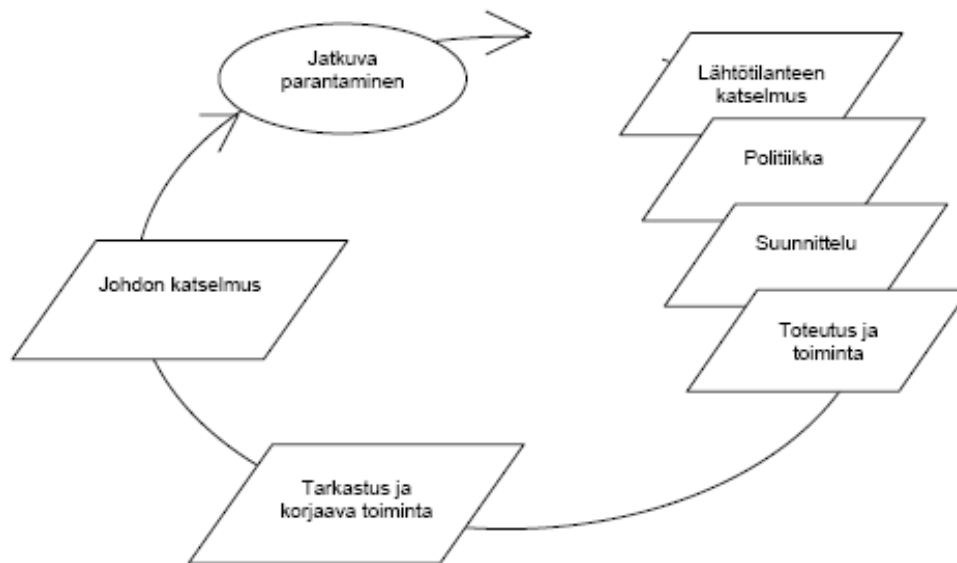 Jatkuva
parantaminen
Lähtötilanteen
katselmus
Politiikka
Suunnittelu
Toteutus ja
toiminta
Tarkastus ja
korjaava toiminta
Johdon katselmus